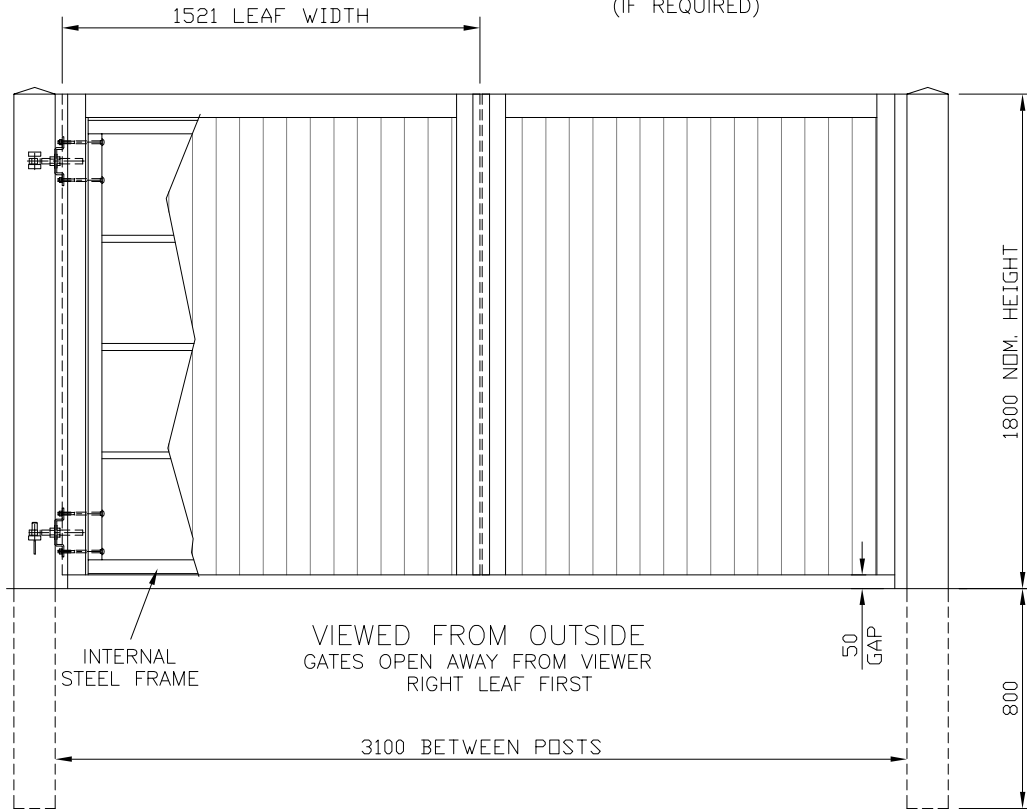 (IF REQUIRED)
1521 LEAF WIDTH
1800 NOM. HEIGHT
INTERNAL
STEEL FRAME
VIEWED FROM OUTSIDE
GATES OPEN AWAY FROM VIEWER
RIGHT LEAF FIRST
50
GAP
800
3100 BETWEEN POSTS